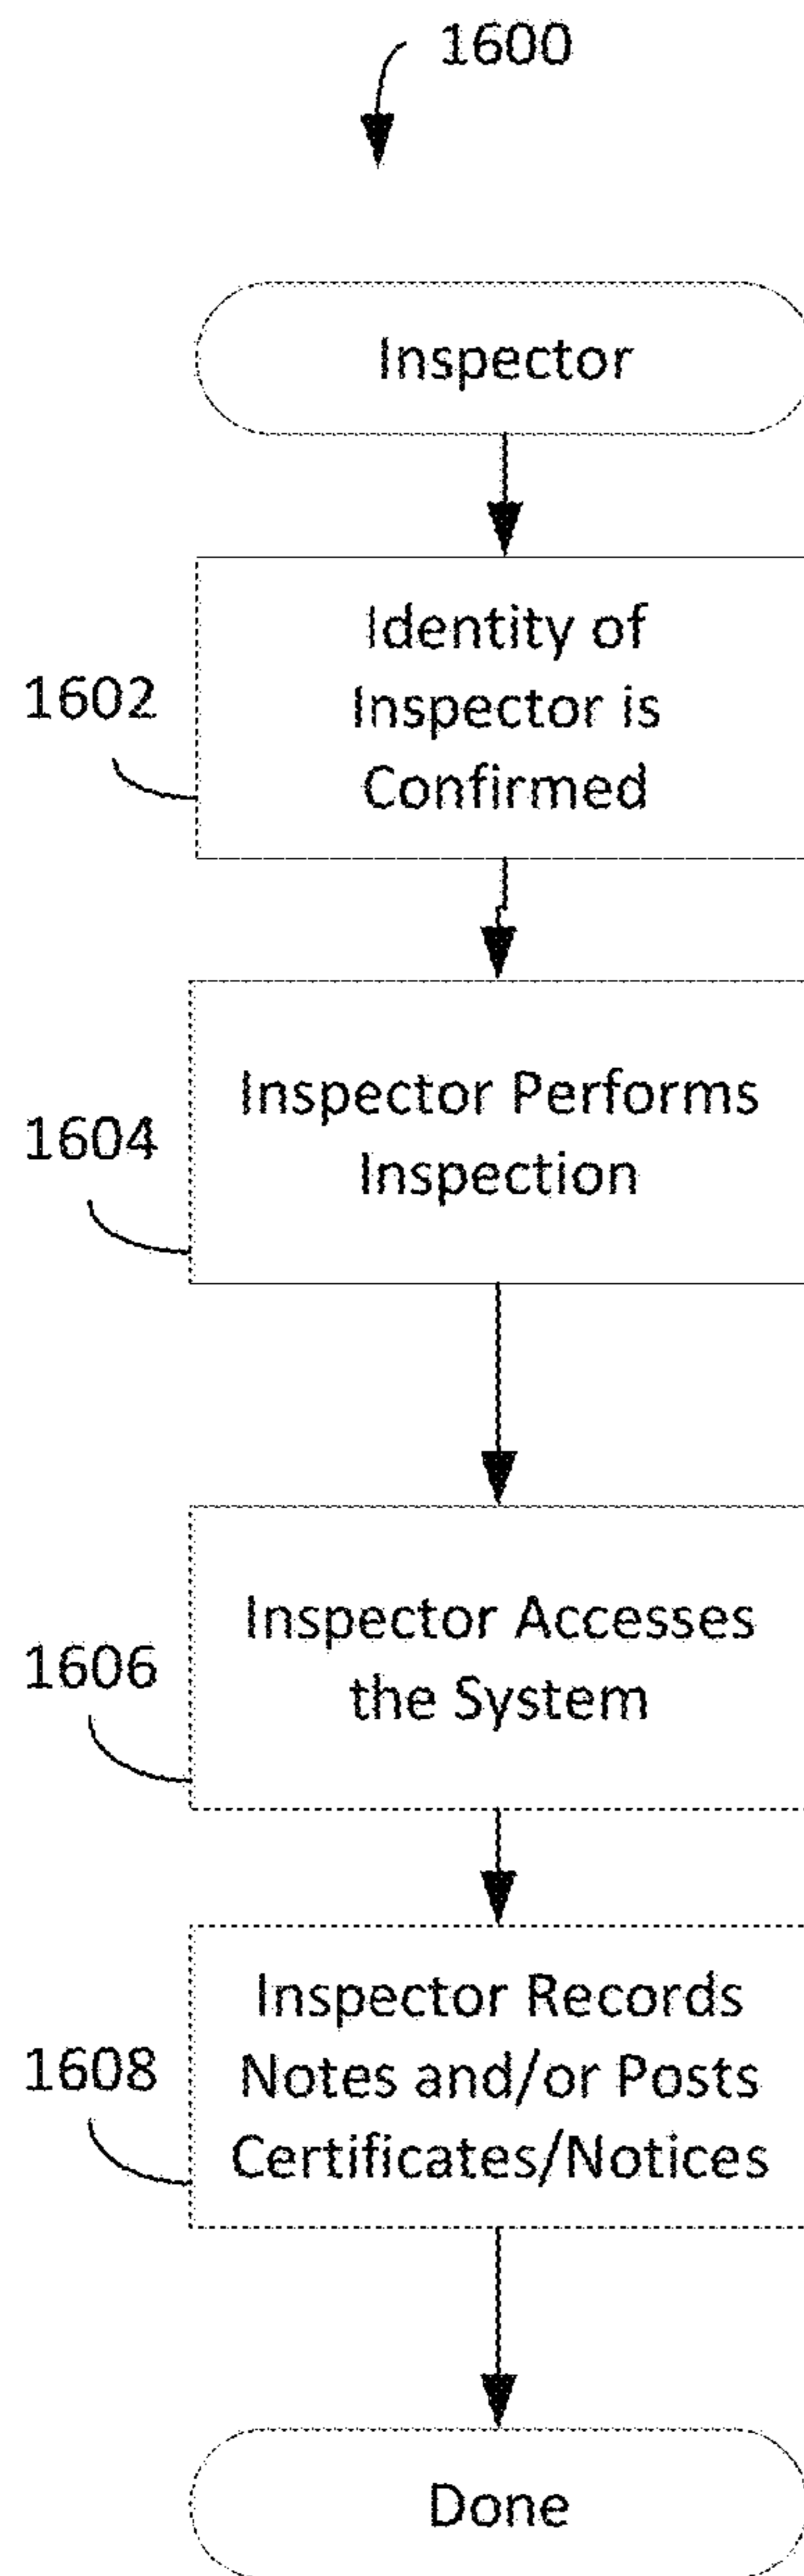 1600
Inspector
Identity of
Inspector is
Confirmed
1602
Inspector Performs
Inspection
1604
Inspector Accesses
the System
1606
Inspector Records
Notes and/or Posts
Certificates/Notices
1608
Done